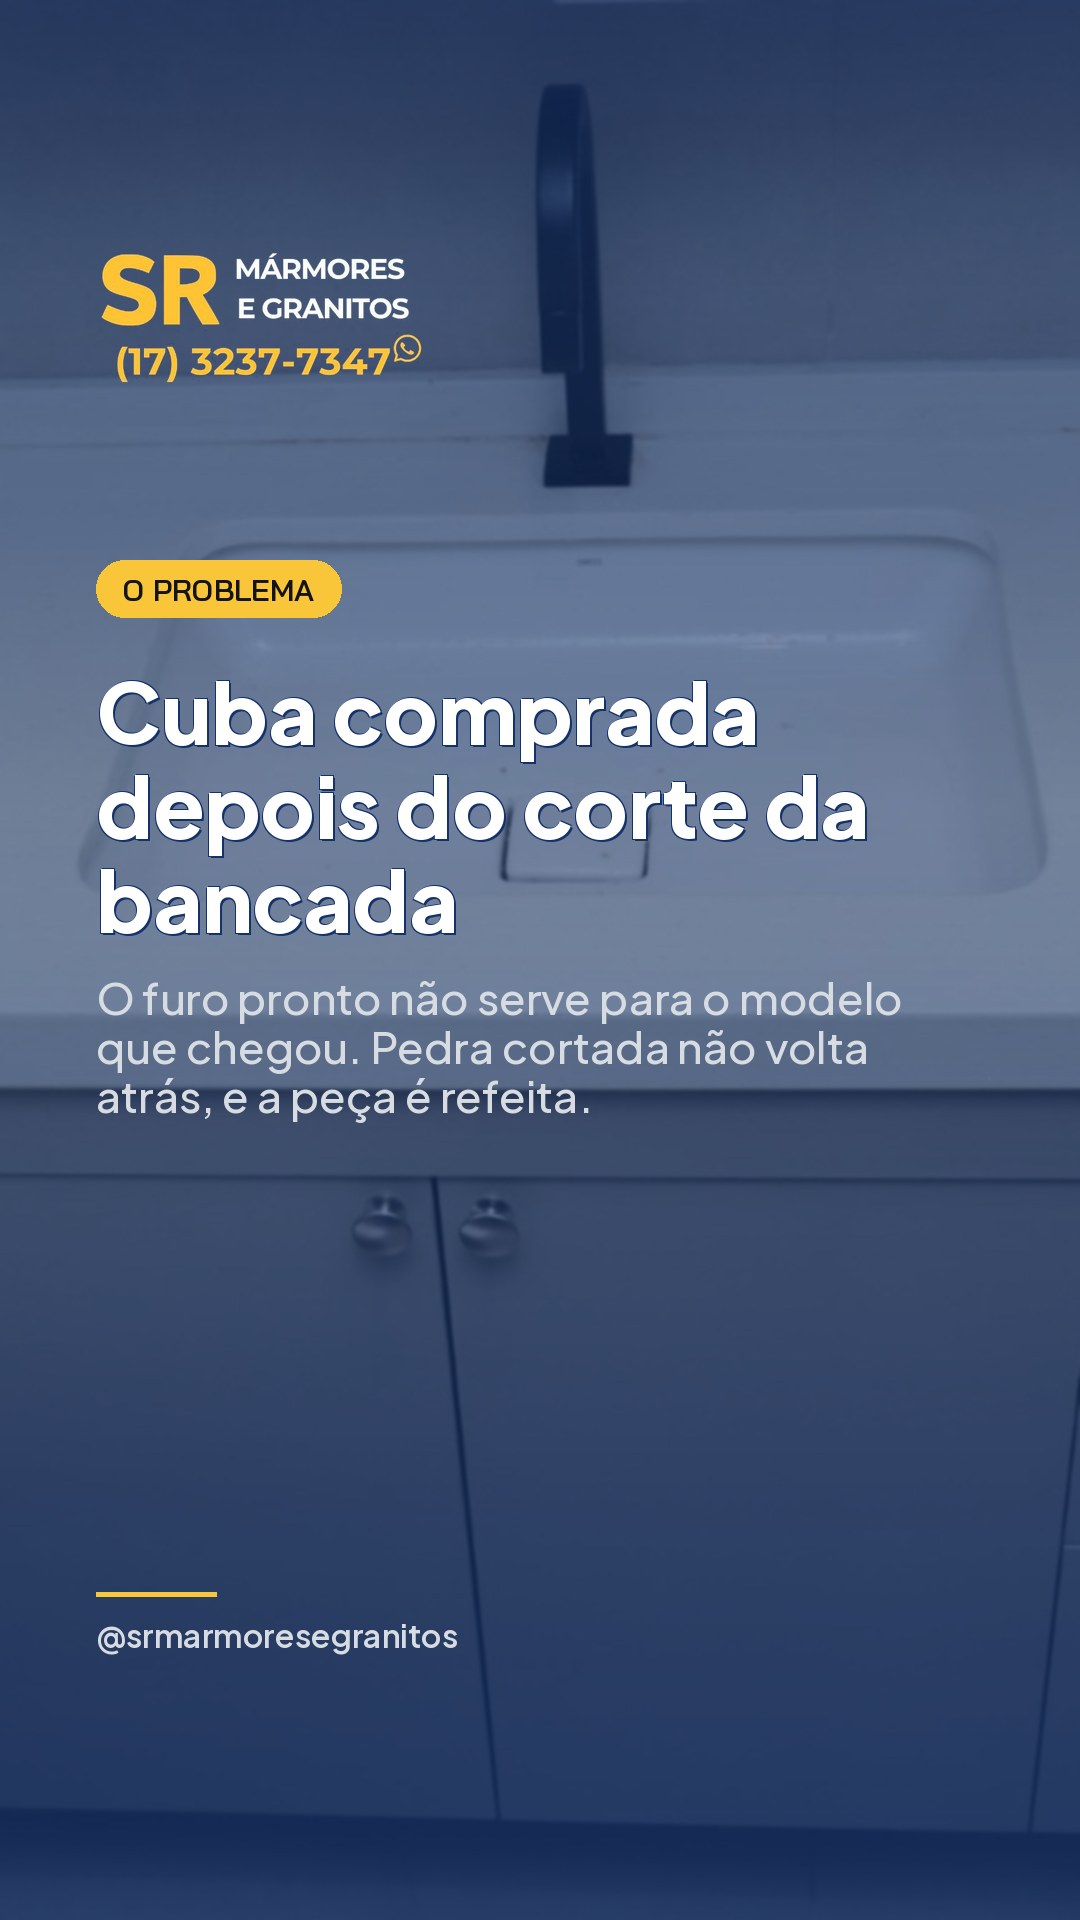 SR MÁRMORES
E GRANITOS
(17) 3237-7347
O PROBLEMA
Cuba comprada
depois do corte da
bancada
O furo pronto não serve para o modelo
que chegou. Pedra cortada não volta
atrás, e a peça é refeita.
@srmarmoresegranitos